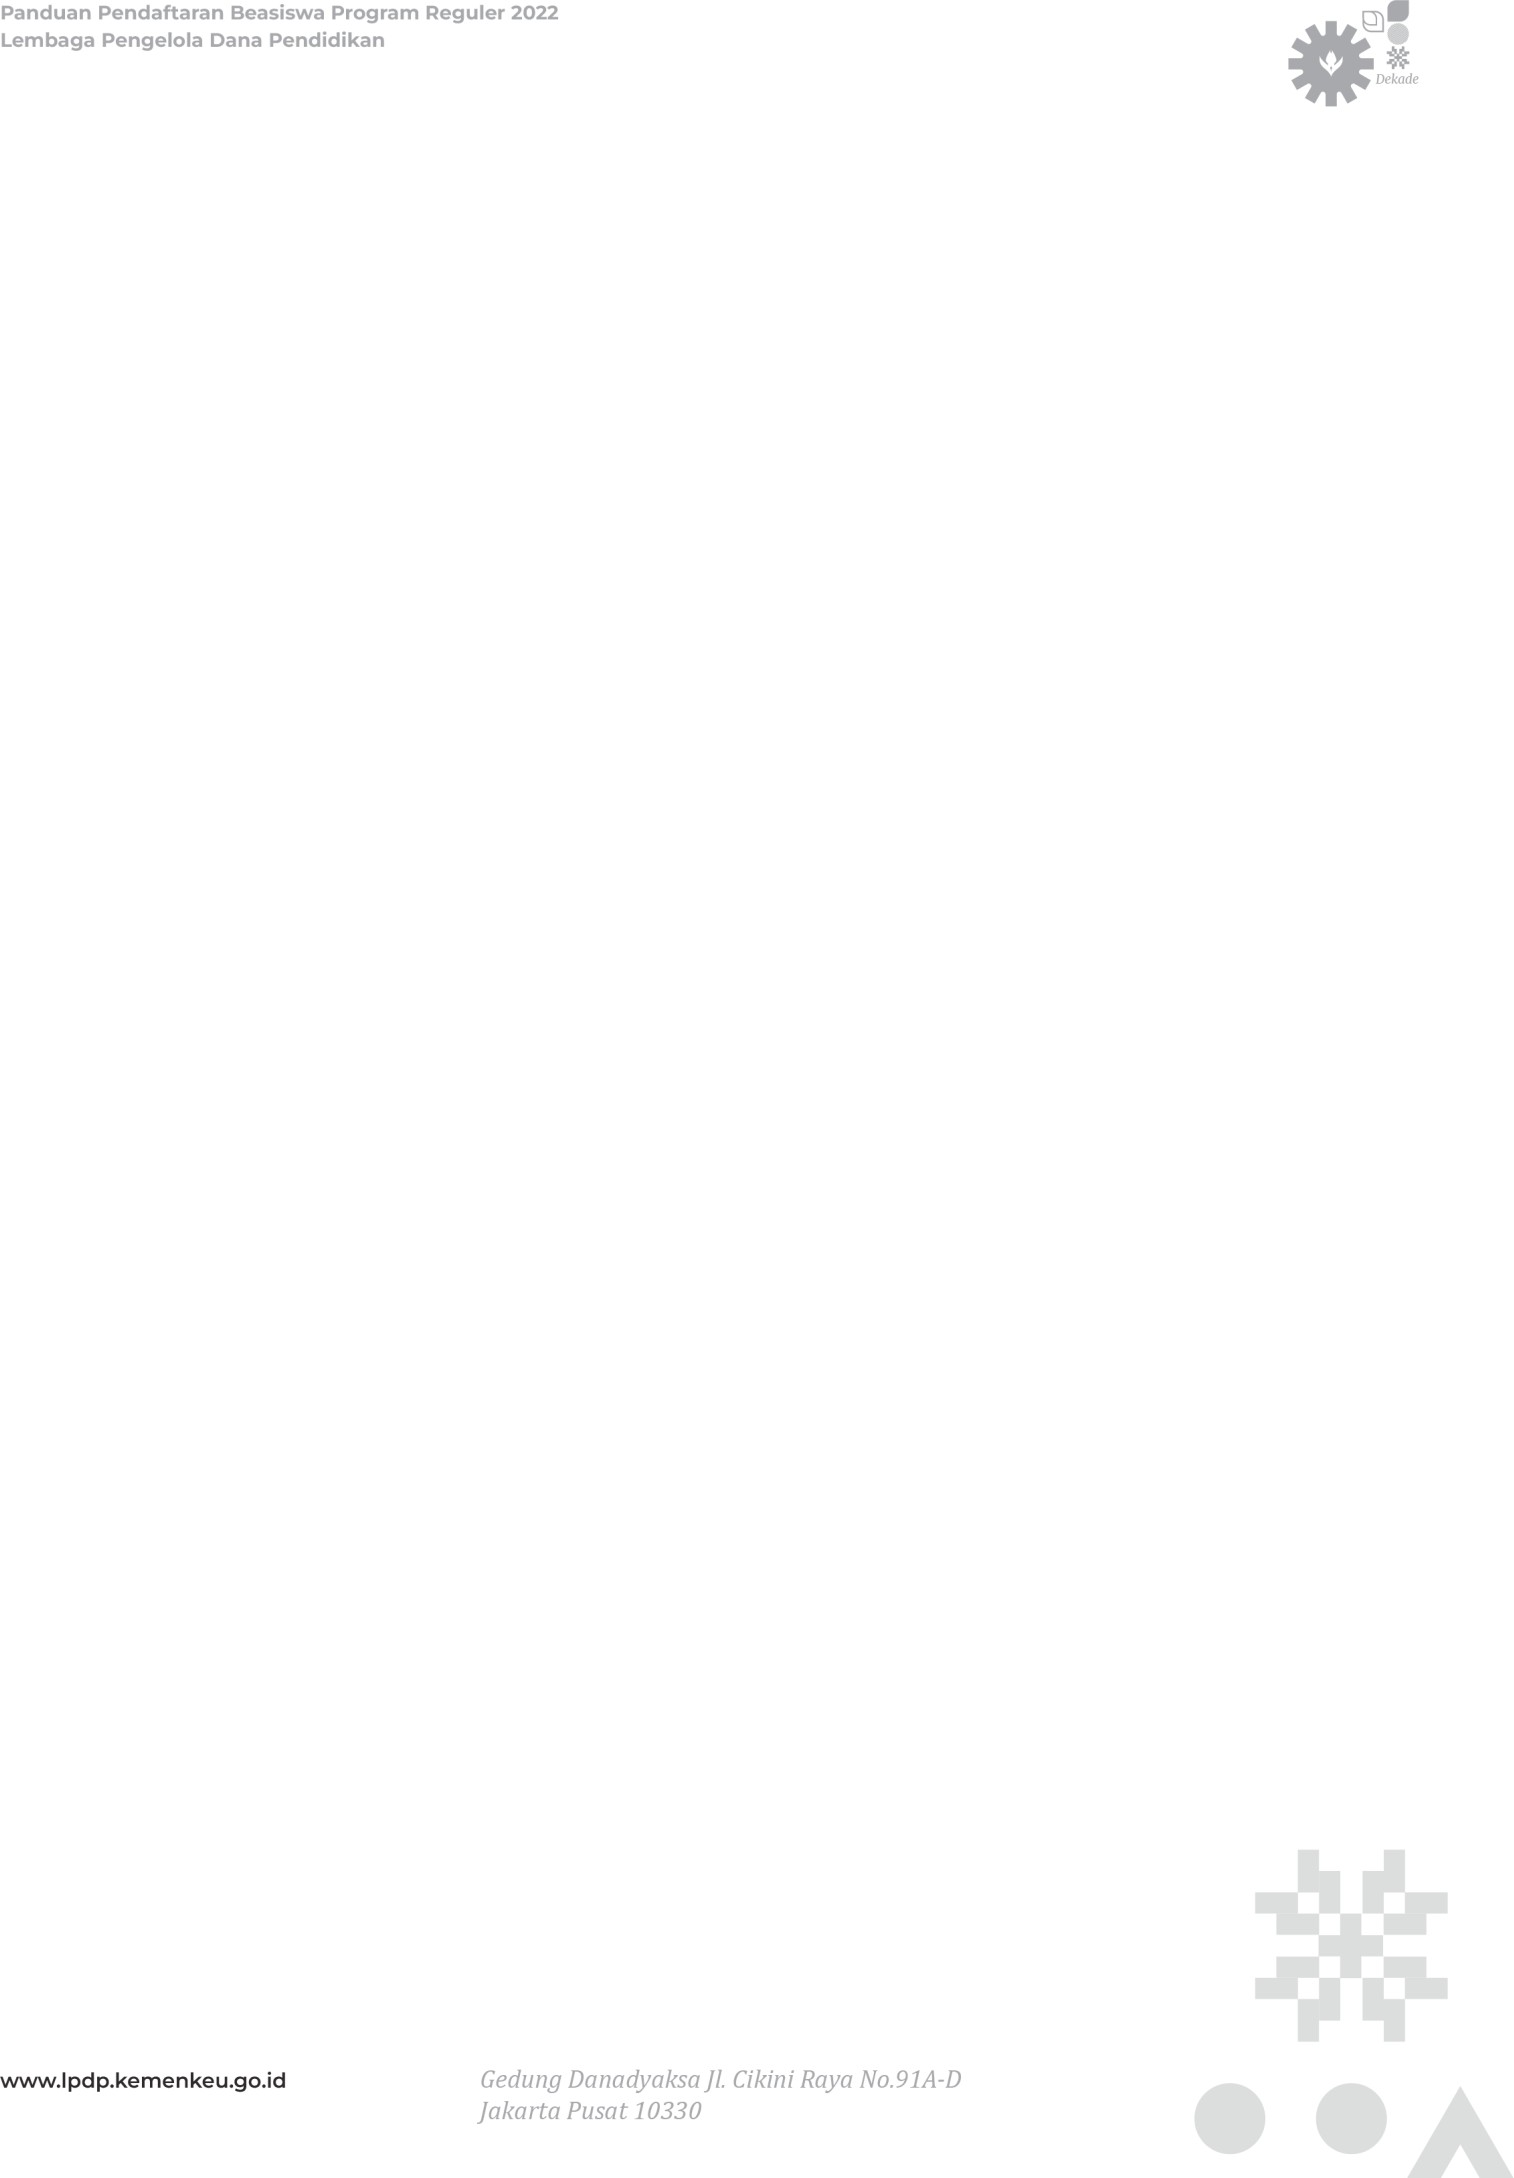 Panduan Pendaftaran Beasiswa Program Reguler 2022
Lembaga Pengelola Dana Pendidikan
Dekade
www.lpdp.kemenkeu.go.id
Gedung Danadyaksa Jl. Cikini Raya No.91A-D
Jakarta Pusat 10330